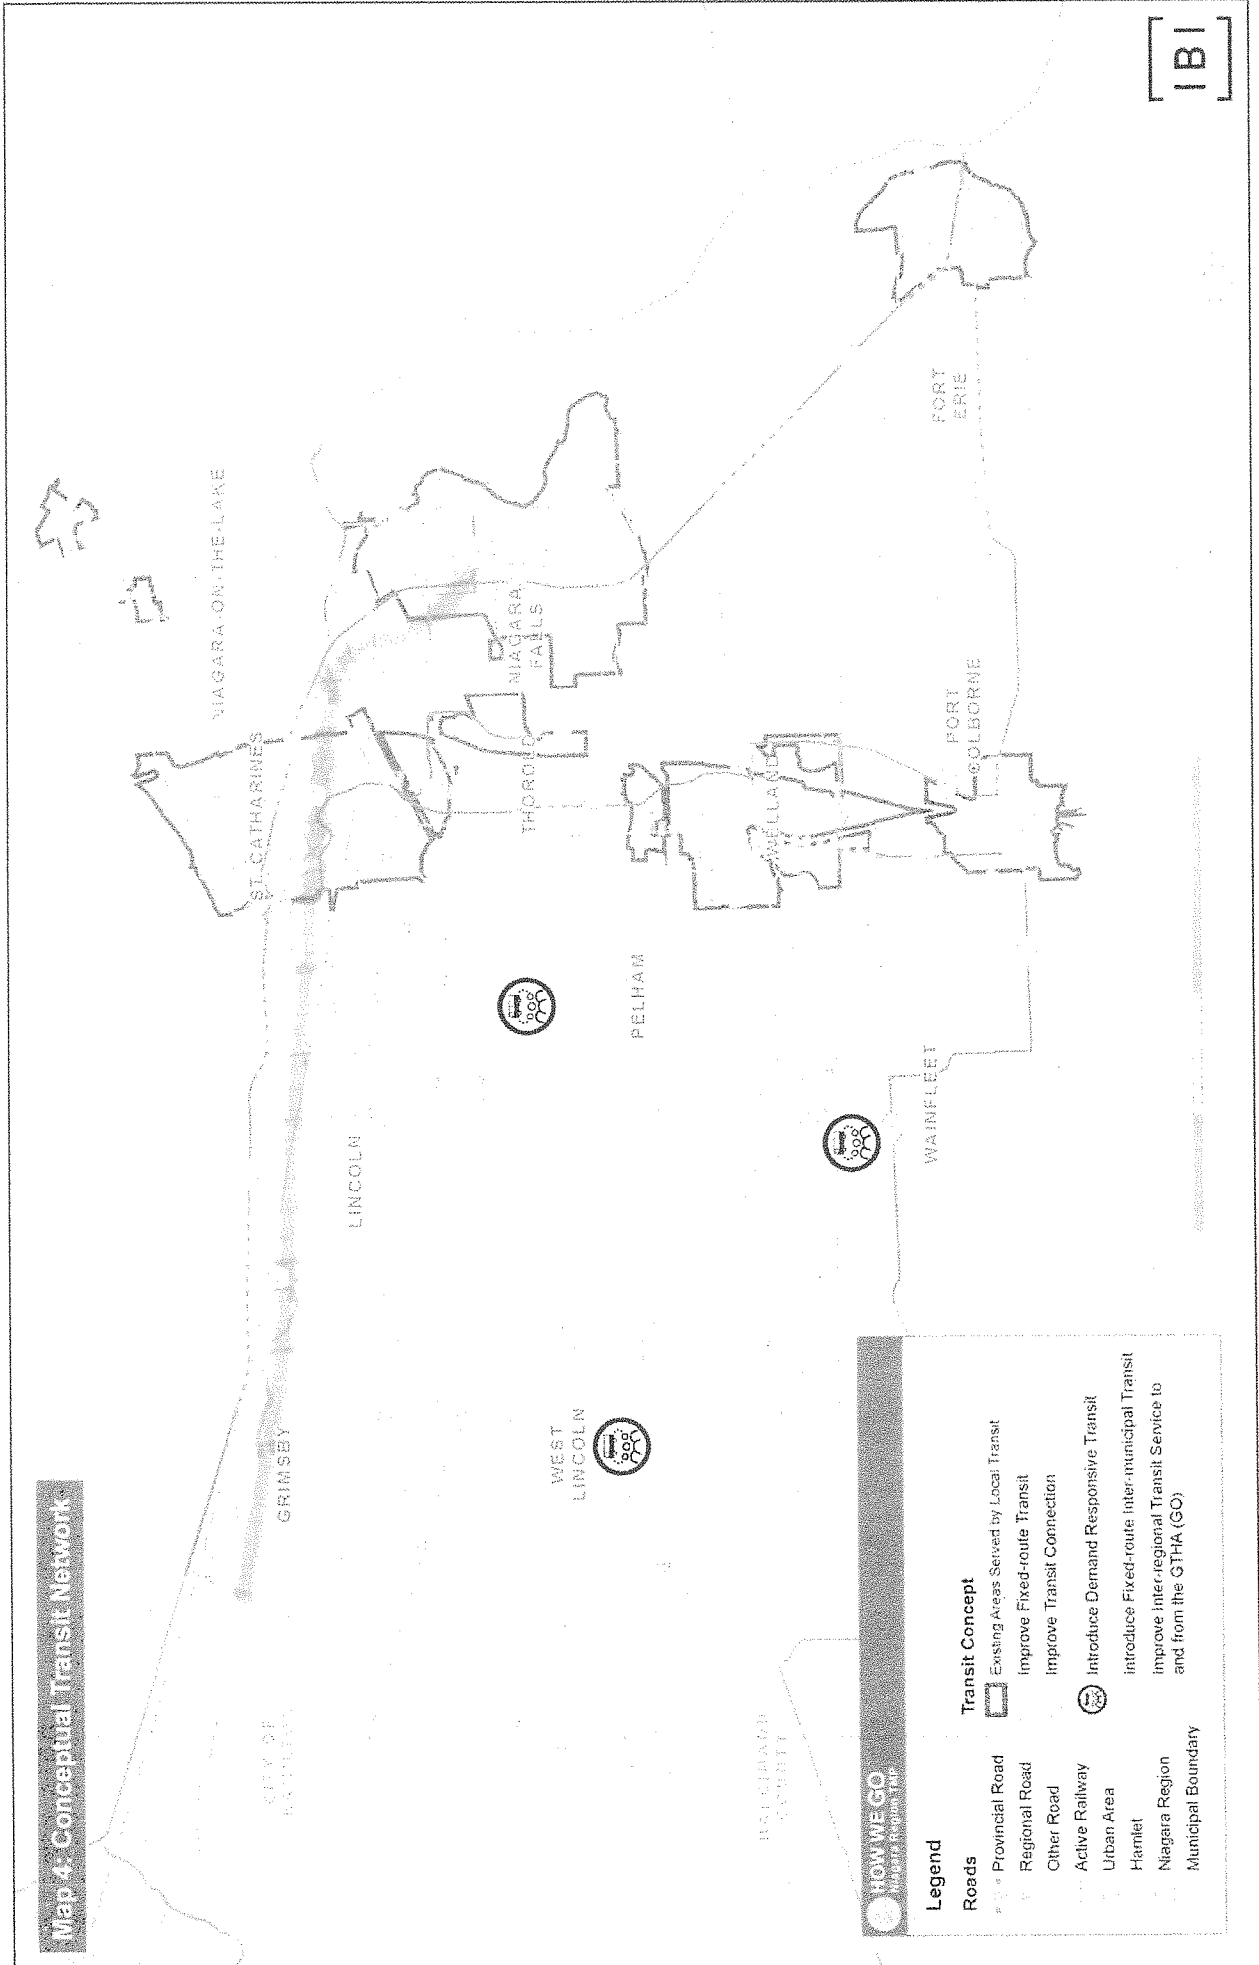 Map 4: Conceptual Transit Network
NIAGARA-ON-THE-LAKE
ST. CATHARINES
GRIMSBY
LINCOLN
NIAGARA
FALLS
THOROLD
WEST
LINCOLN
PELHAM
WELLAND
PORT
COLBORNE
FORT
ERIE
WAINFLEET
CITY OF
COUNTY
HOW WE GO
Legend
Roads
Provincial Road
Regional Road
Other Road
Active Railway
Urban Area
Hamlet
Niagara Region
Municipal Boundary
Transit Concept
Existing Areas Served by Local Transit
Improve Fixed-route Transit
Improve Transit Connection
Introduce Demand Responsive Transit
Introduce Fixed-route Inter-municipal Transit
Improve Inter-regional Transit Service to
and from the GTHA (GO)
[IBI]